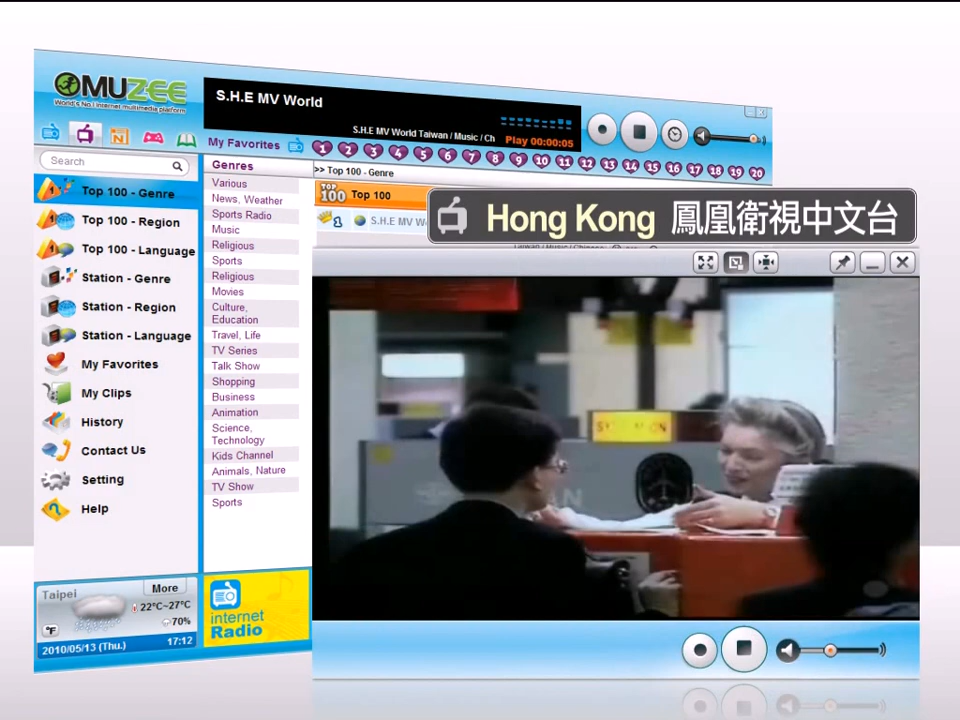 MUZEE
World's No.1 Internet multimedia platform
S.H.E MV World
S.H.E MV World Taiwan / Music / Ch
Play 00:00:05
My Favorites
1 2 3 4 5 6 7 8 9 10 11 12 13 14 15 16 17 18 19 20
Search
Top 100 - Genre
Top 100 - Region
Top 100 - Language
Station - Genre
Station - Region
Station - Language
My Favorites
My Clips
History
Contact Us
Setting
Help
Taipei
More
22°C~27°C
70%
°F
2010/05/13 (Thu.)
17:12
Genres
Various
News, Weather
Sports Radio
Music
Religious
Sports
Religious
Movies
Culture,
Education
Travel, Life
TV Series
Talk Show
Shopping
Business
Animation
Science,
Technology
Kids Channel
Animals, Nature
TV Show
Sports
internet
Radio
>> Top 100 - Genre
TOP
100
Top 100
S.H.E MV W
Hong Kong 鳳凰衛視中文台